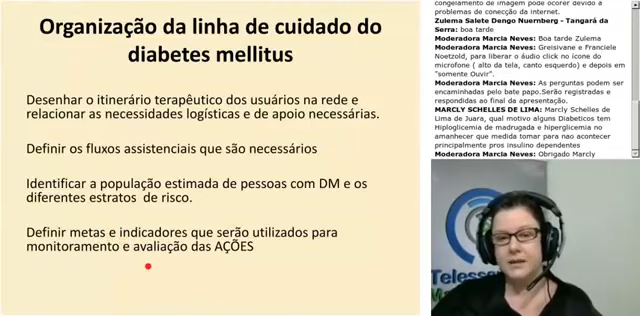 Organização da linha de cuidado do
diabetes mellitus
Desenhar o itinerário terapêutico dos usuários na rede e
relacionar as necessidades logísticas e de apoio necessárias.
Definir os fluxos assistenciais que são necessários
Identificar a população estimada de pessoas com DM e os
diferentes estratos de risco.
Definir metas e indicadores que serão utilizados para
monitoramento e avaliação das AÇÕES
congelamento de imagem pode ocorer devido a
problemas de conecção da internet.
Zulema Salete Dengo Nuernberg - Tangará da
Serra: boa tarde
Moderadora Marcia Neves: Boa tarde Zulema
Moderadora Marcia Neves: Greisivane e Franciele
Noetzold, para liberar o áudio click no ícone do
microfone ( alto da tela, canto esquerdo) e depois em
"somente Ouvir".
Moderadora Marcia Neves: As perguntas podem ser
encaminhadas pelo bate papo.Serão registradas e
respondidas ao final da apresentação.
MARCLY SCHELLES DE LIMA: Marcly Schelles
de Lima de Juara, qual motivo alguns Diabeticos tem
Hiploglicemia de madrugada e hiperglicemia no
amanhecer que medida tomar para nao acontecer
principalmente pros insulino dependentes
Moderadora Marcia Neves: Obrigado Marcly